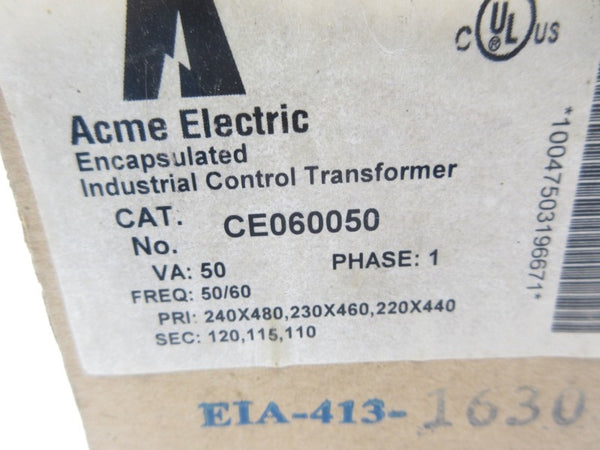 C UL US
®
Acme Electric
Encapsulated
Industrial Control Transformer
CAT. No. CE060050
VA: 50 PHASE: 1
FREQ: 50/60
PRI: 240X480,230X460,220X440
SEC: 120,115,110
*10047503196671*
EIA-413-1630